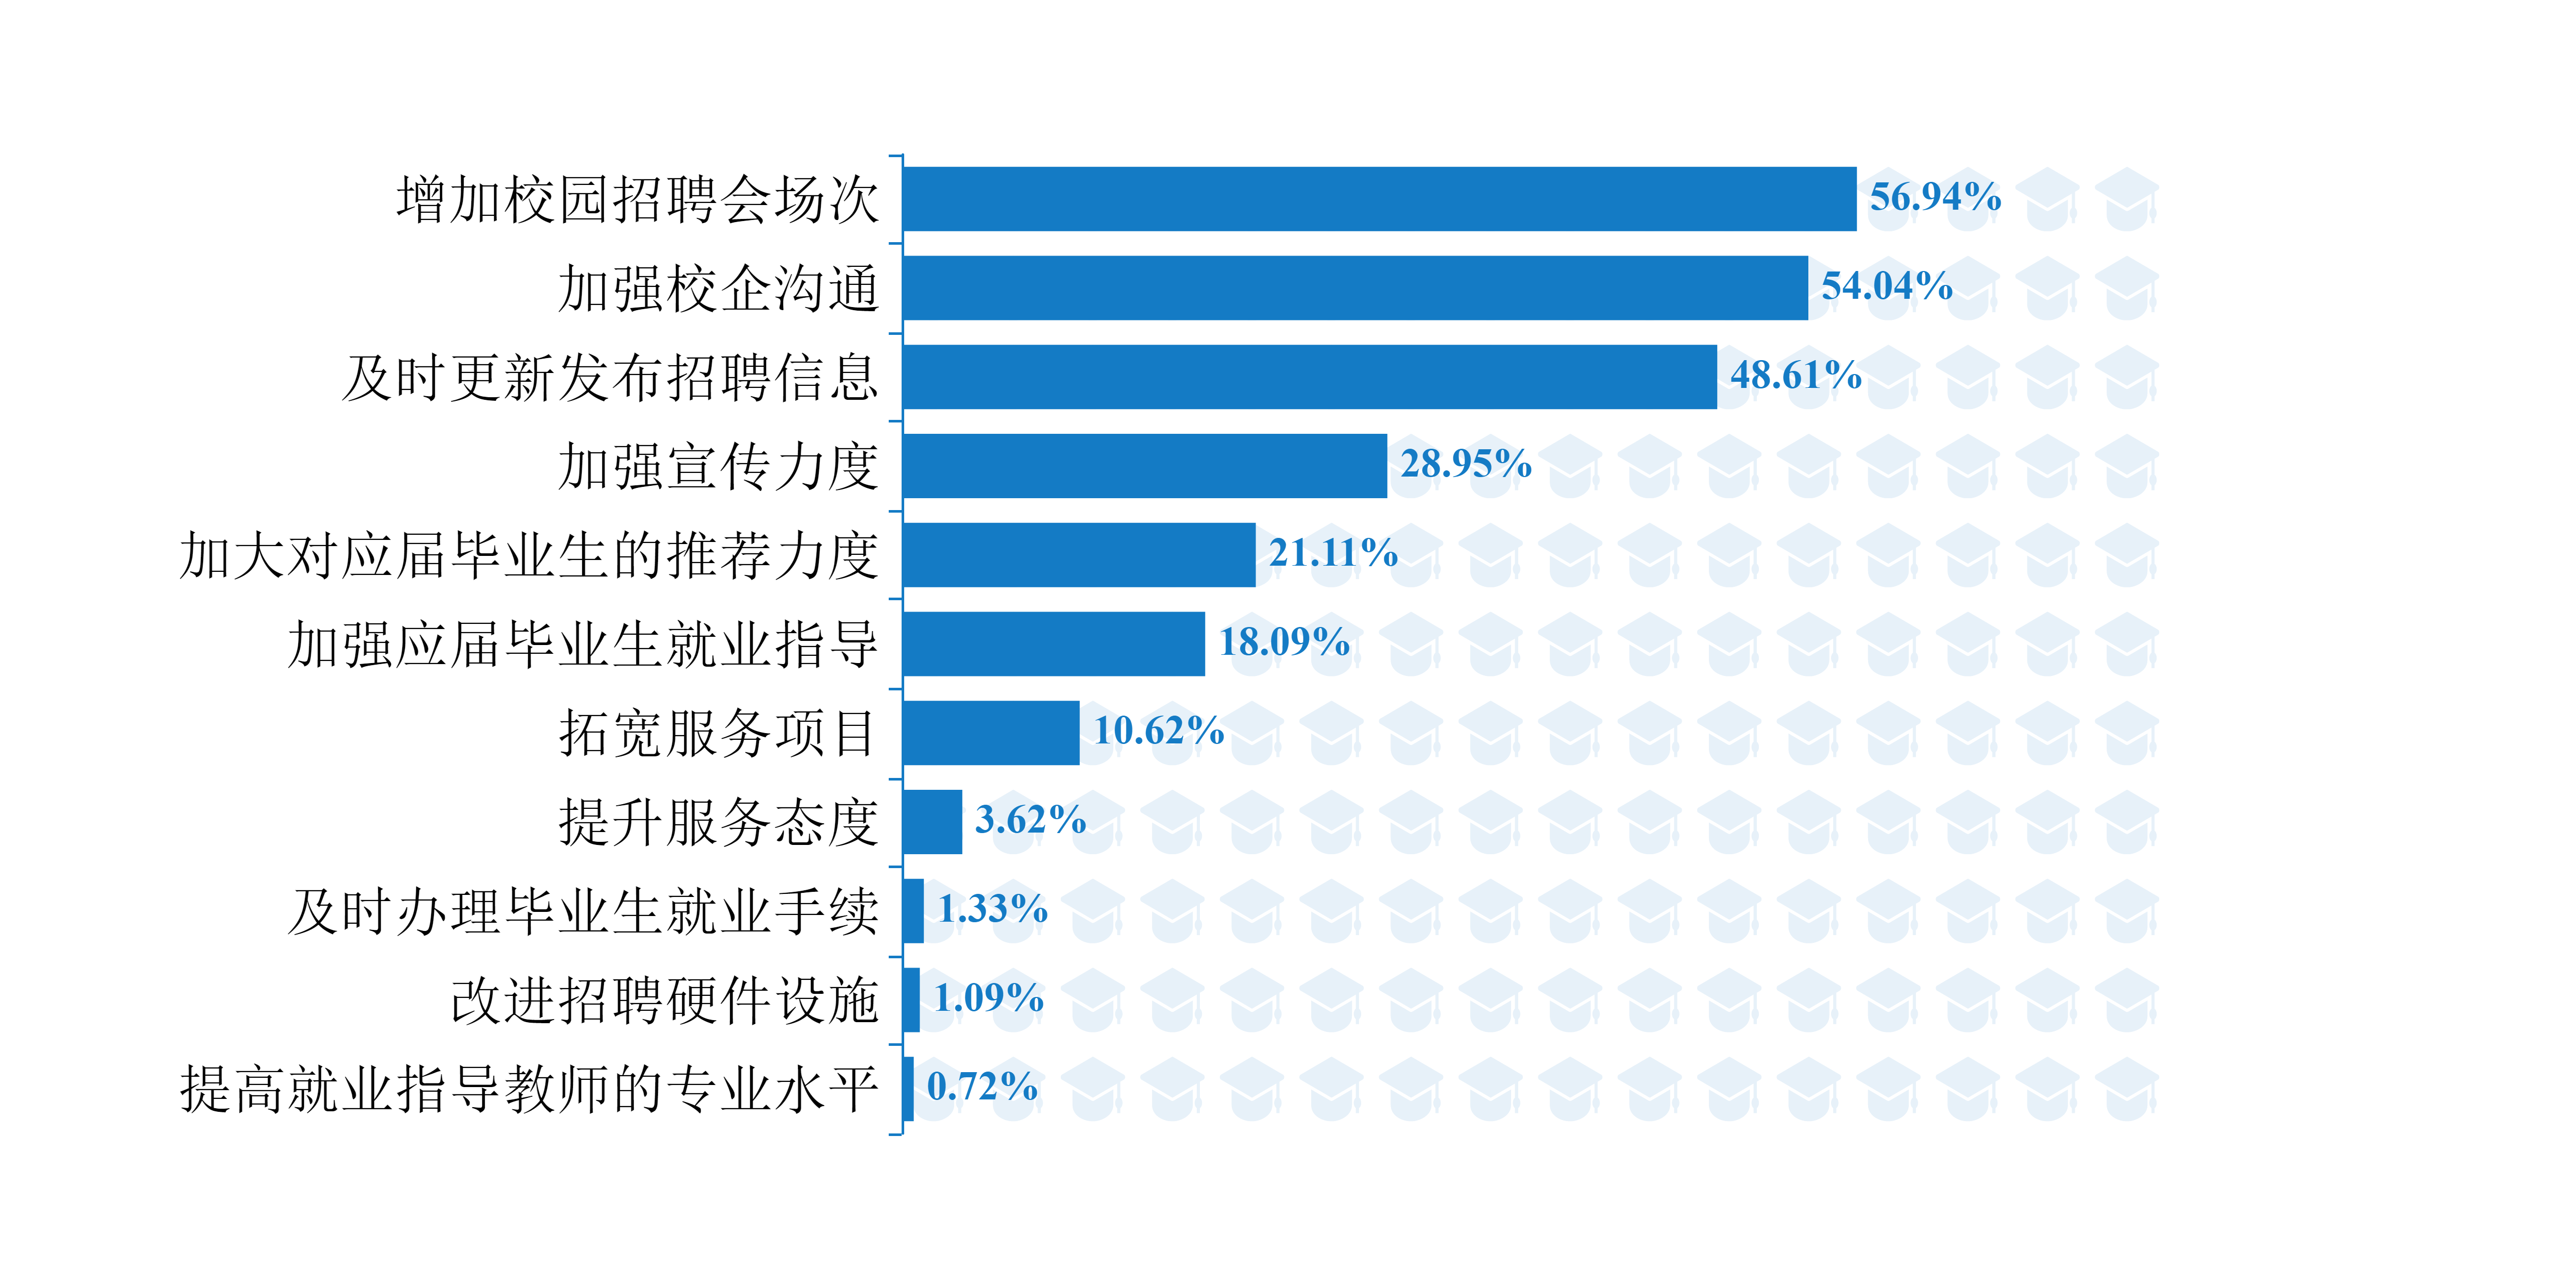 增加校园招聘会场次 56.94%
加强校企沟通 54.04%
及时更新发布招聘信息 48.61%
加强宣传力度 28.95%
加大对应届毕业生的推荐力度 21.11%
加强应届毕业生就业指导 18.09%
拓宽服务项目 10.62%
提升服务态度 3.62%
及时办理毕业生就业手续 1.33%
改进招聘硬件设施 1.09%
提高就业指导教师的专业水平 0.72%